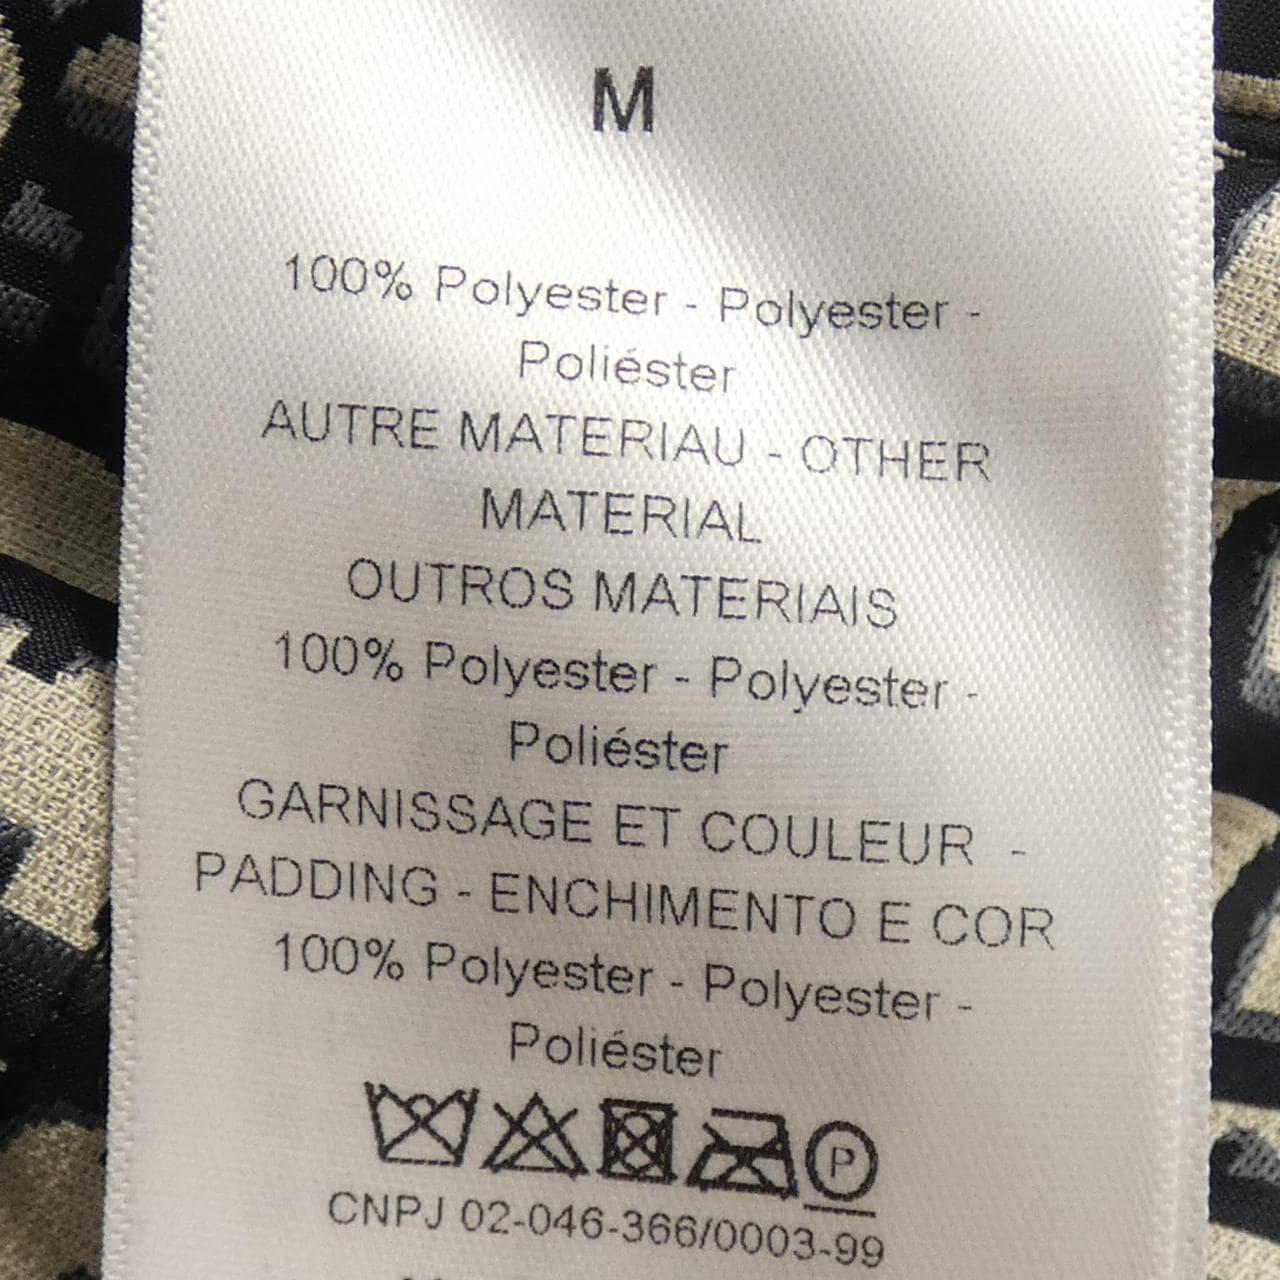 M
100% Polyester - Polyester -
Poliéster
AUTRE MATERIAU - OTHER
MATERIAL
OUTROS MATERIAIS
100% Polyester - Polyester -
Poliéster
GARNISSAGE ET COULEUR -
PADDING - ENCHIMENTO E COR
100% Polyester - Polyester -
Poliéster
P
CNPJ 02-046-366/0003-99